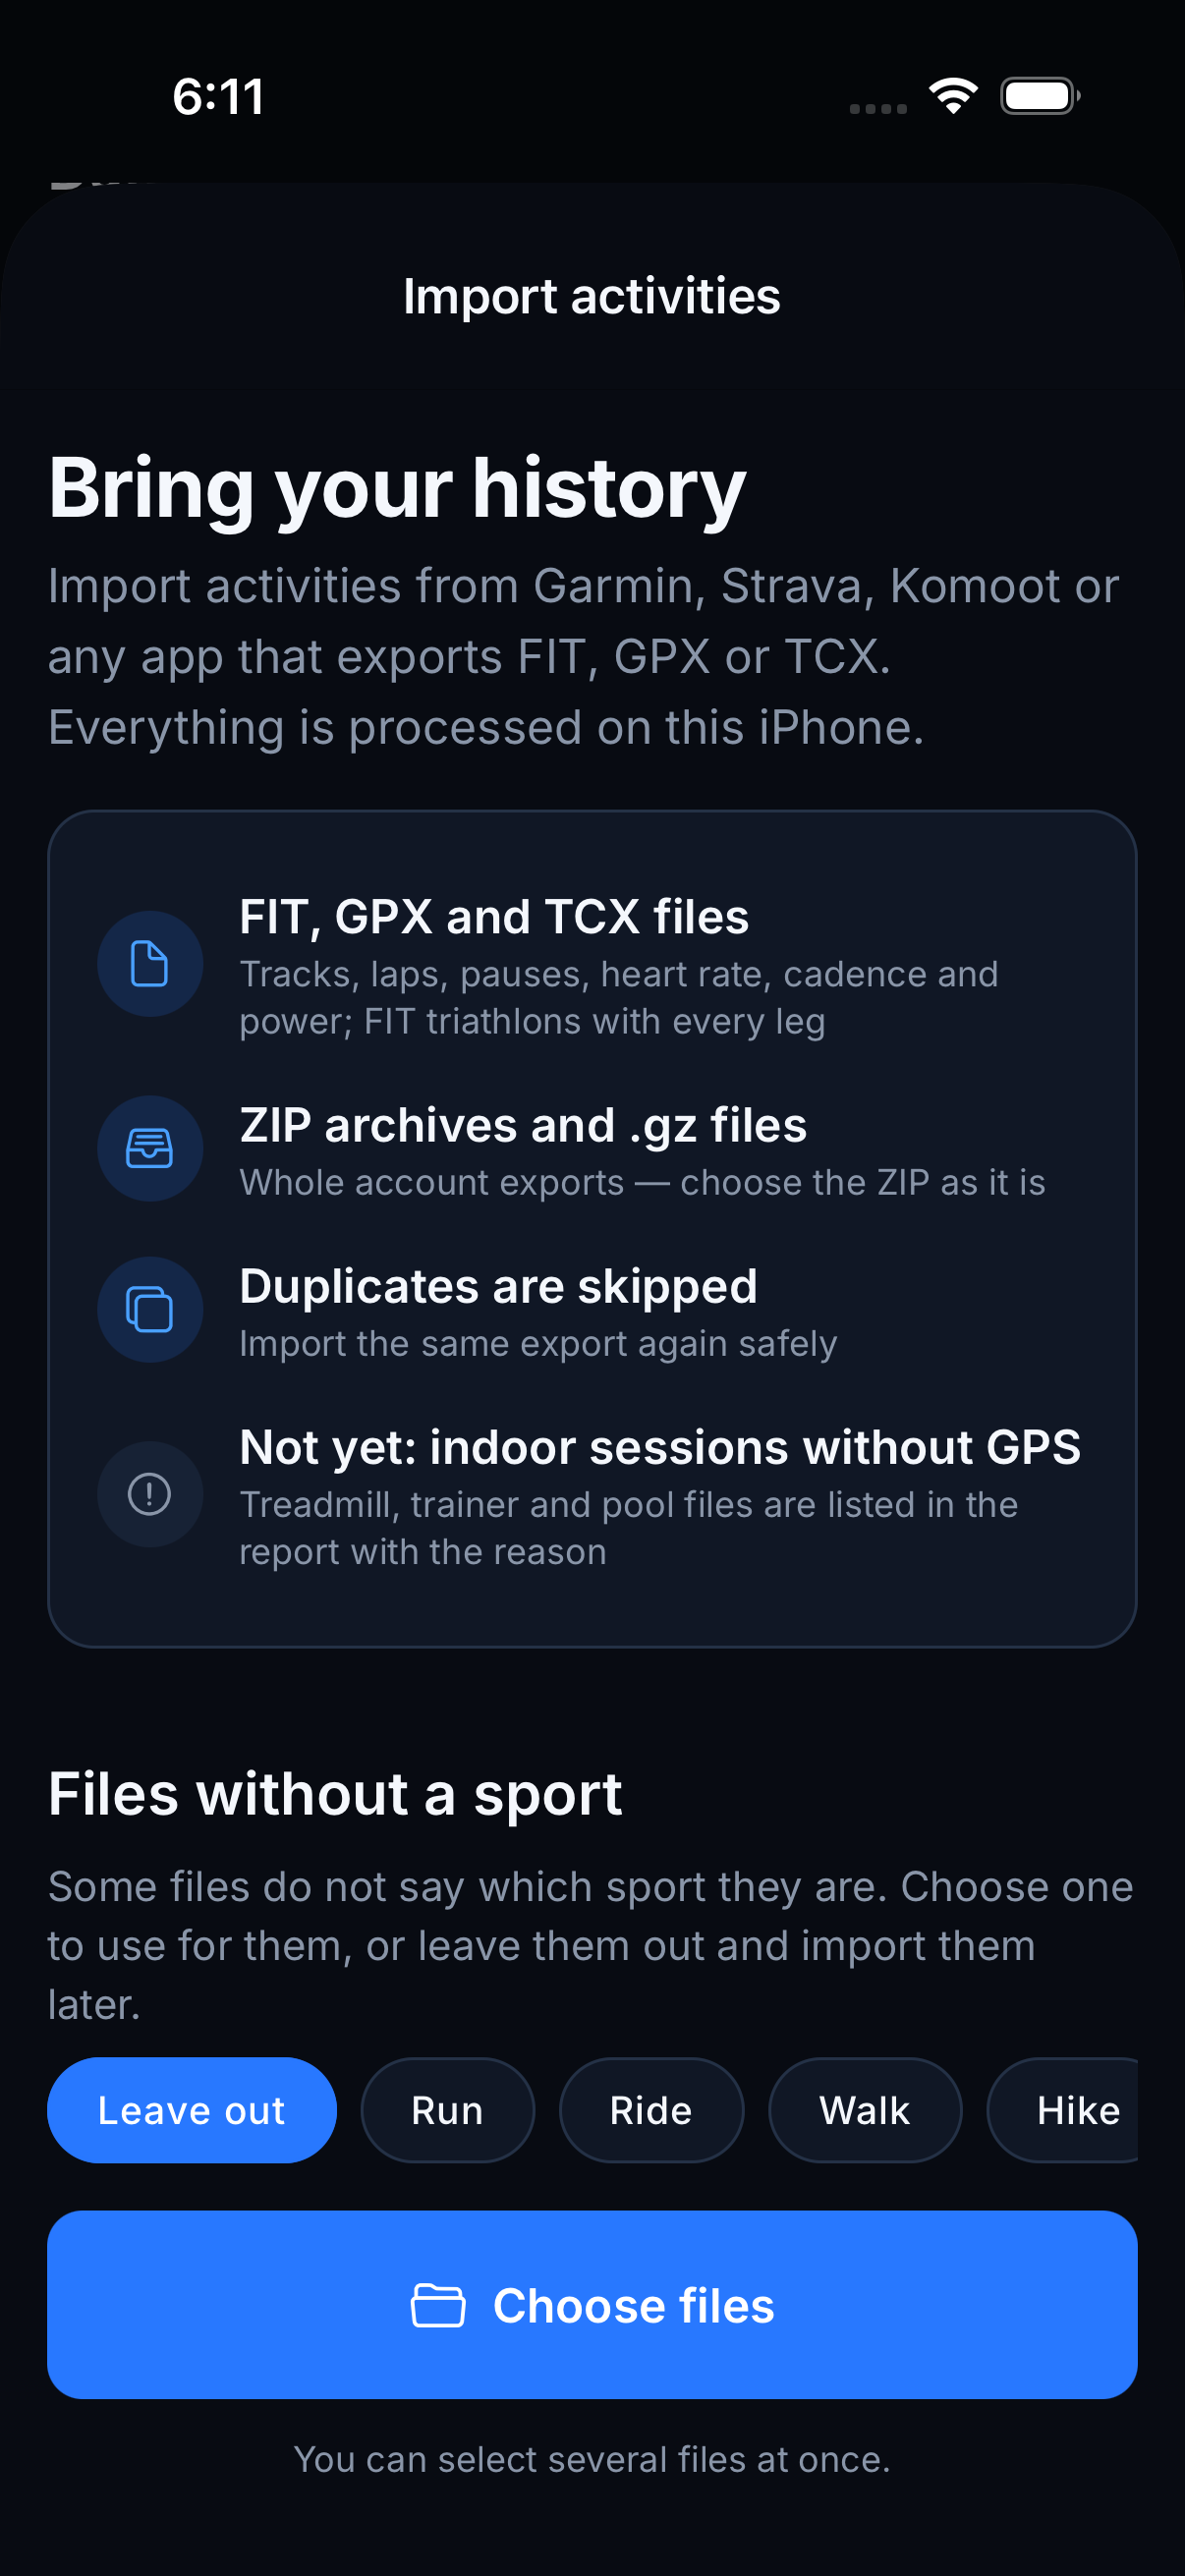 6:11
Import activities
Bring your history
Import activities from Garmin, Strava, Komoot or
any app that exports FIT, GPX or TCX.
Everything is processed on this iPhone.
FIT, GPX and TCX files
Tracks, laps, pauses, heart rate, cadence and
power; FIT triathlons with every leg
ZIP archives and .gz files
Whole account exports — choose the ZIP as it is
Duplicates are skipped
Import the same export again safely
Not yet: indoor sessions without GPS
Treadmill, trainer and pool files are listed in the
report with the reason
Files without a sport
Some files do not say which sport they are. Choose one
to use for them, or leave them out and import them
later.
Leave out Run Ride Walk Hike
Choose files
You can select several files at once.